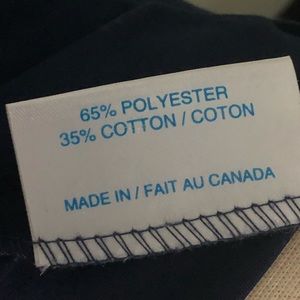 65% POLYESTER
35% COTTON / COTON
MADE IN / FAIT AU CANADA